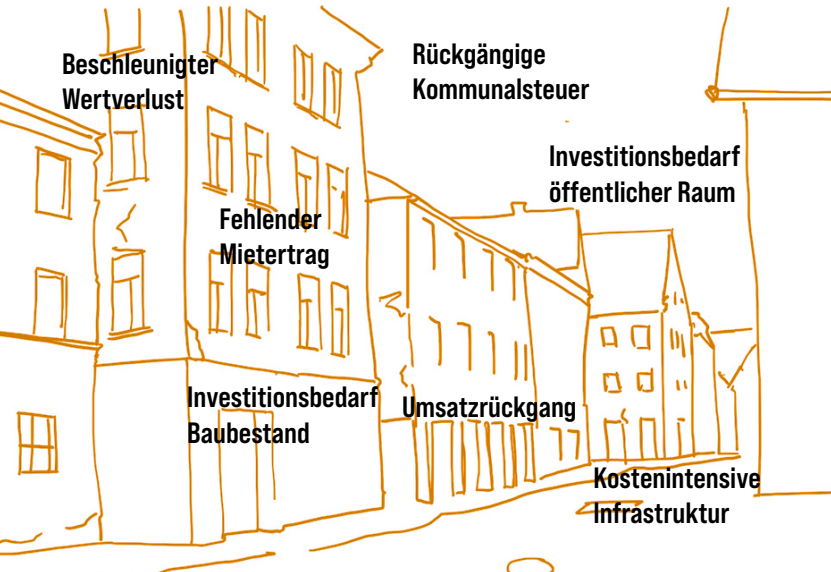 Beschleunigter
Wertverlust
Rückgängige
Kommunalsteuer
Investitionsbedarf
öffentlicher Raum
Fehlender
Mietertrag
Investitionsbedarf
Baubestand
Umsatzrückgang
Kostenintensive
Infrastruktur